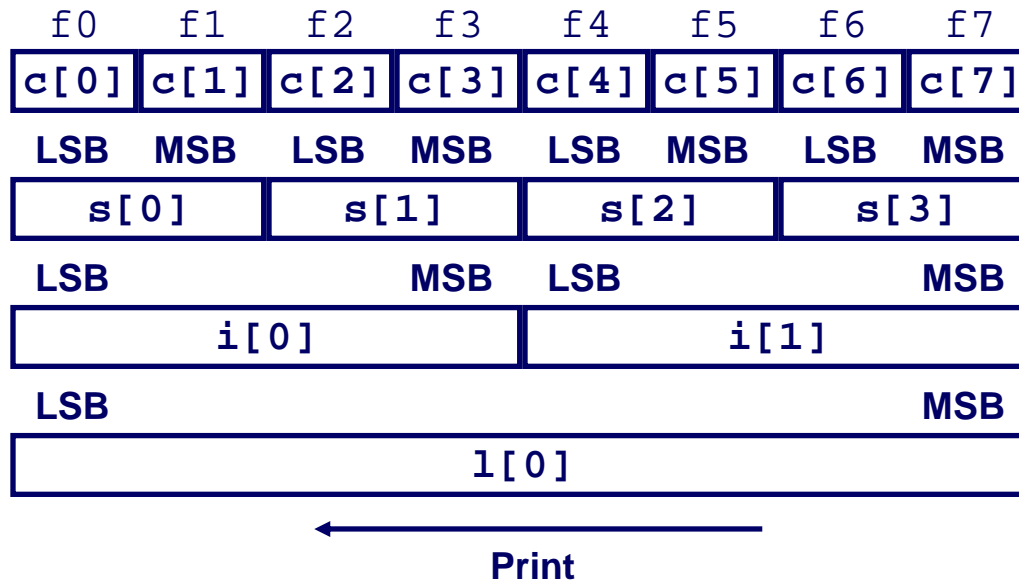 f0 f1 f2 f3 f4 f5 f6 f7
c[0] c[1] c[2] c[3] c[4] c[5] c[6] c[7]
LSB MSB LSB MSB LSB MSB LSB MSB
s[0] s[1] s[2] s[3]
LSB MSB LSB MSB
i[0] i[1]
LSB MSB
l[0]
Print